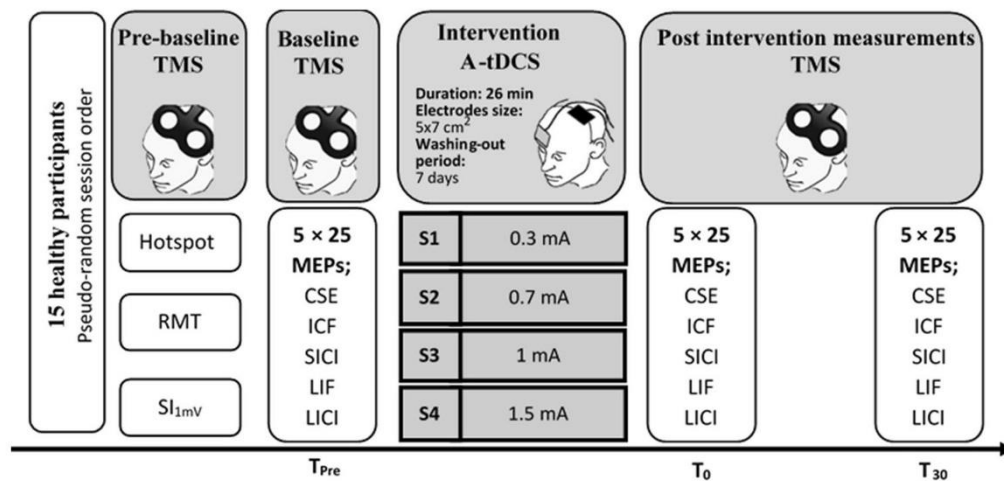 15 healthy participants
Pseudo-random session order
Pre-baseline
TMS
Hotspot
RMT
SI1mV
Baseline
TMS
5 × 25
MEPs;
CSE
ICF
SICI
LIF
LICI
Intervention
A-tDCS
Duration: 26 min
Electrodes size:
5x7 cm²
Washing-out
period:
7 days
S1 0.3 mA
S2 0.7 mA
S3 1 mA
S4 1.5 mA
Post intervention measurements
TMS
5 × 25
MEPs;
CSE
ICF
SICI
LIF
LICI
5 × 25
MEPs;
CSE
ICF
SICI
LIF
LICI
TPre
T0
T30